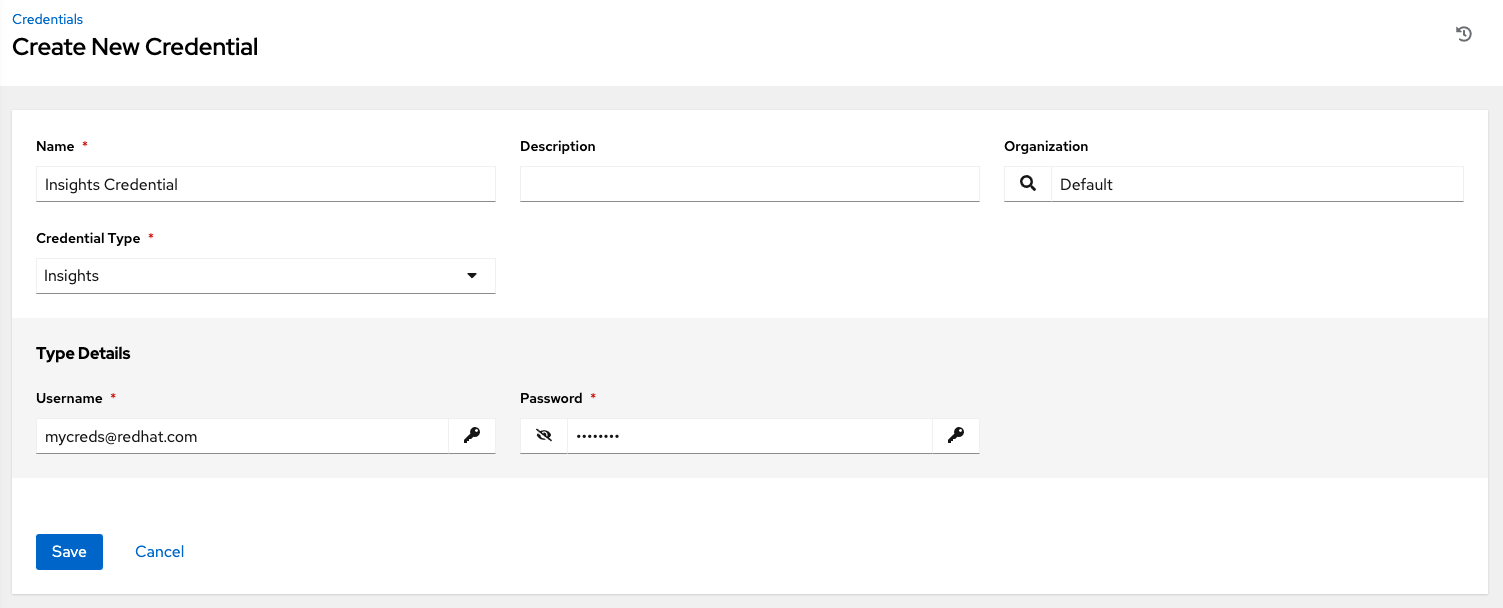 Credentials
Create New Credential
Name *
Description
Organization
Insights Credential
Default
Credential Type *
Insights
Type Details
Username *
Password *
mycreds@redhat.com
••••••••
Save
Cancel